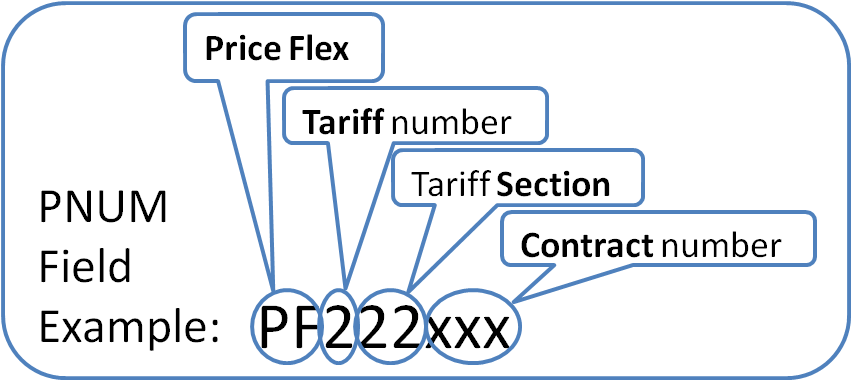 Price Flex
Tariff number
Tariff Section
Contract number
PNUM
Field
Example: PF222xxx